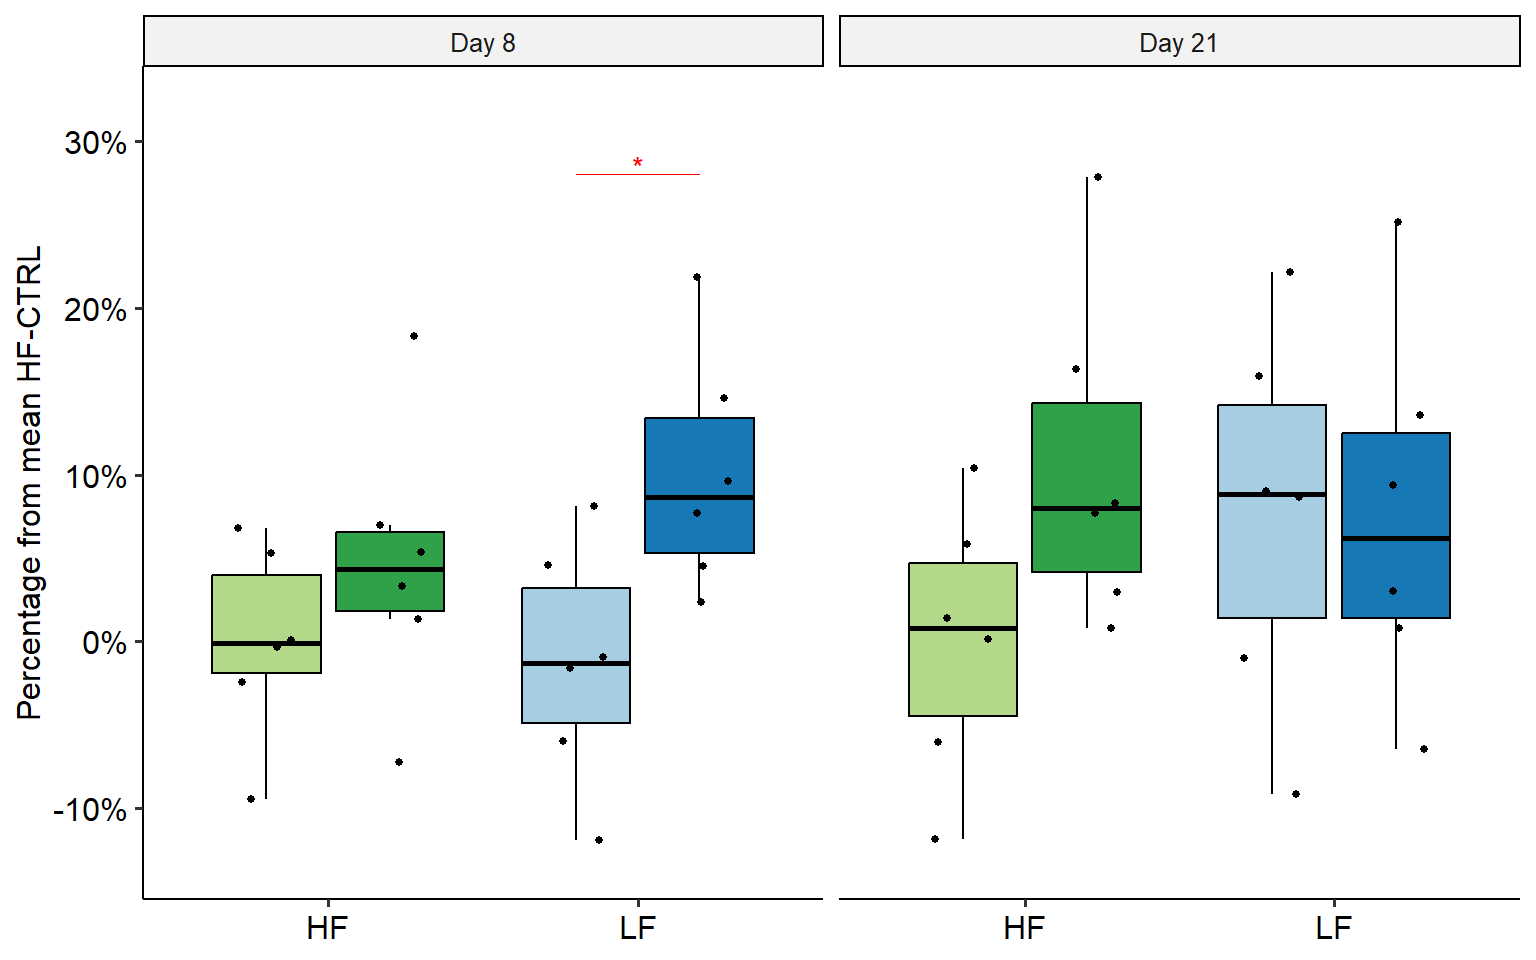 Day 8
Day 21
Percentage from mean HF-CTRL
30%
20%
10%
0%
-10%
*
HF
LF
HF
LF